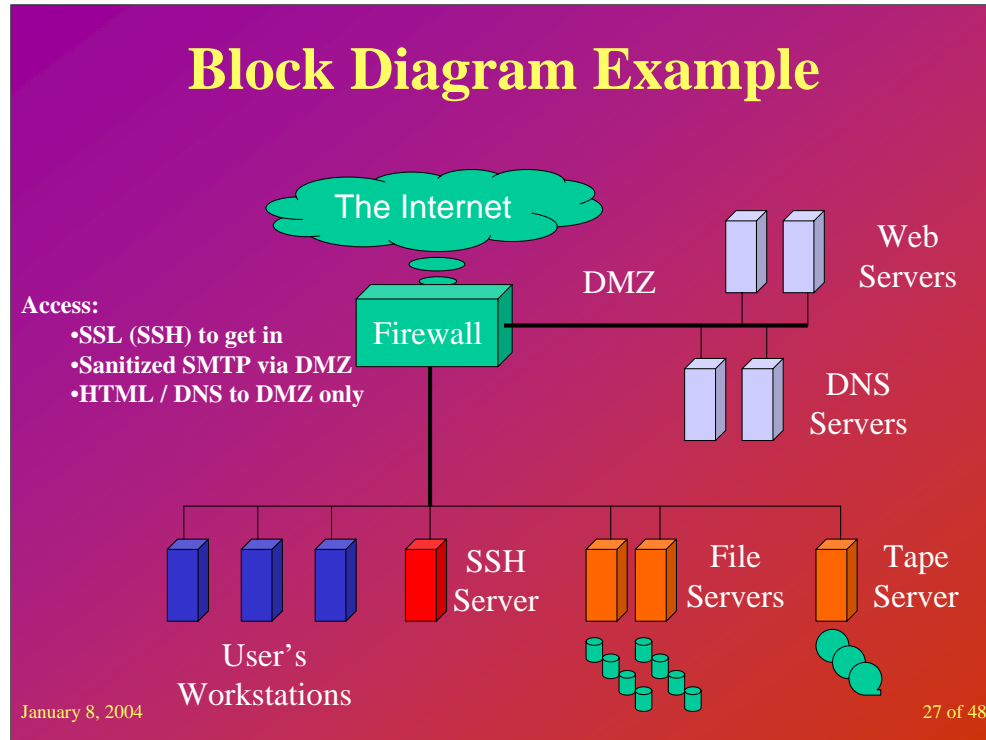 Block Diagram Example
The Internet
Web
Servers
DMZ
Access:
•SSL (SSH) to get in
•Sanitized SMTP via DMZ
•HTML / DNS to DMZ only
Firewall
DNS
Servers
SSH
Server
File
Servers
Tape
Server
User’s
Workstations
January 8, 2004
27 of 48